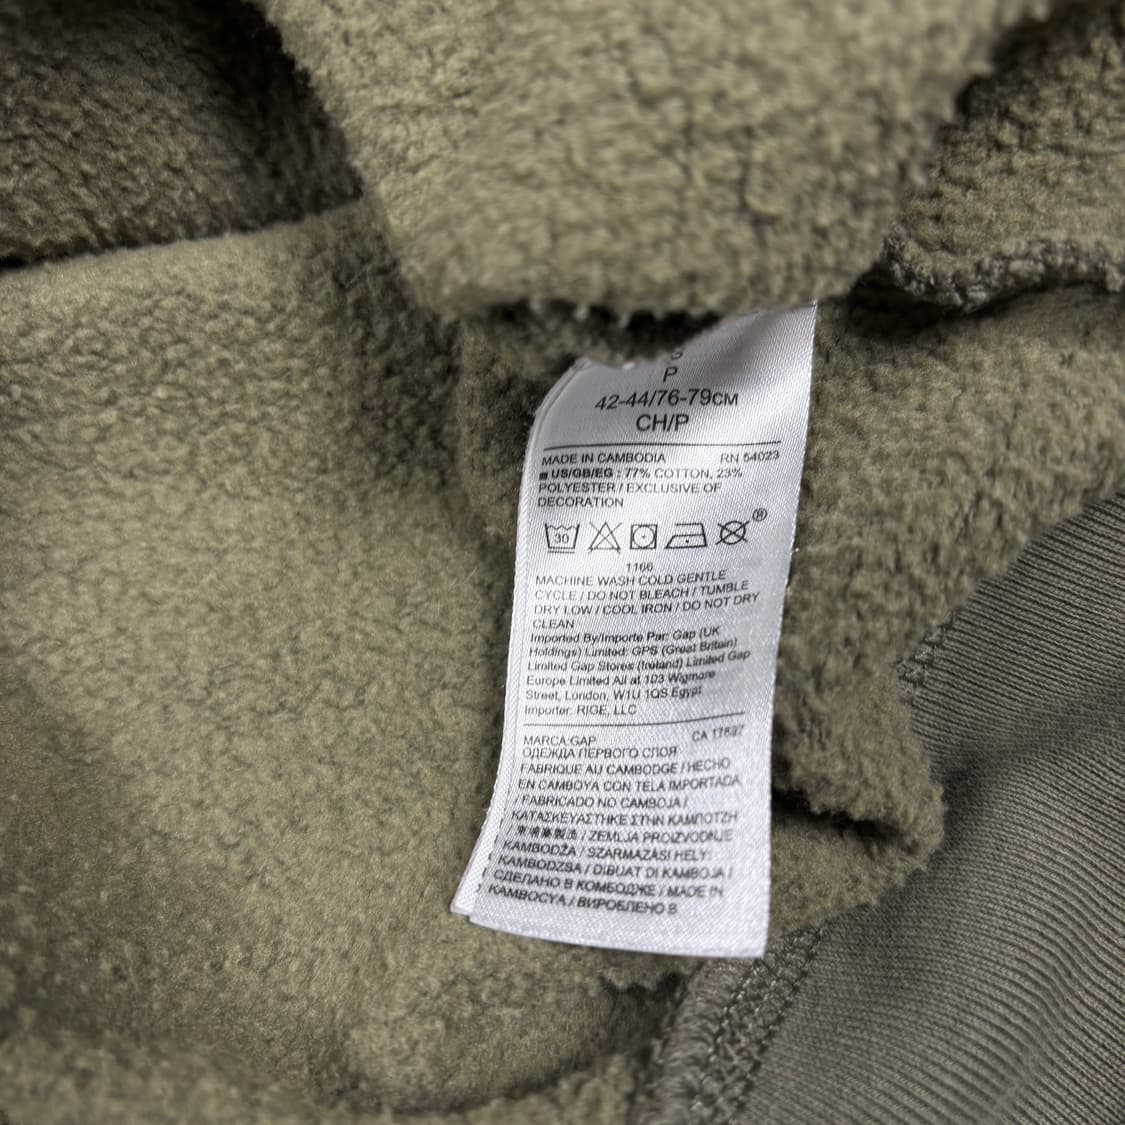 S
P
42-44/76-79CM
CH/P
MADE IN CAMBODIA RN 54023
US/GB/EG : 77% COTTON, 23%
POLYESTER / EXCLUSIVE OF
DECORATION
30 ®
1166
MACHINE WASH COLD GENTLE
CYCLE / DO NOT BLEACH / TUMBLE
DRY LOW / COOL IRON / DO NOT DRY
CLEAN
Imported By/Importe Par: Gap (UK
Holdings) Limited: GPS (Great Britain)
Limited Gap Stores (Ireland) Limited Gap
Europe Limited All at 103 Wigmore
Street, London, W1U 1QS Egypt
Importer: RIGE, LLC
MARCA:GAP CA 17897
ОДЕЖДА ПЕРВОГО СЛОЯ
FABRIQUE AU CAMBODGE / HECHO
EN CAMBOYA CON TELA IMPORTADA
/ FABRICADO NO CAMBOJA /
ΚΑΤΑΣΚΕΥΑΣΤΗΚΕ ΣΤΗΝ ΚΑΜΠΟΤΖΗ
/ ZEMLJA PROIZVODNJE
KAMBODŽA / SZÁRMAZÁSI HELY:
KAMBODZSA / DIBUAT DI KAMBOJA /
СДЕЛАНО В КОМБОДЖЕ / MADE IN
KAMBOCYA / ВИРОБЛЕНО В